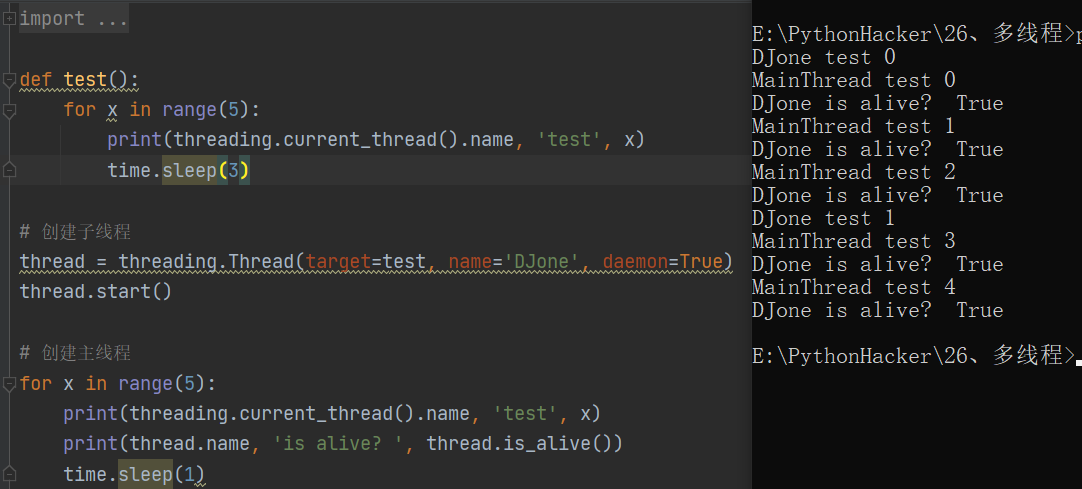 import ...
def test():
    for x in range(5):
        print(threading.current_thread().name, 'test', x)
        time.sleep(3)
# 创建子线程
thread = threading.Thread(target=test, name='DJone', daemon=True)
thread.start()
# 创建主线程
for x in range(5):
    print(threading.current_thread().name, 'test', x)
    print(thread.name, 'is alive? ', thread.is_alive())
    time.sleep(1)
E:\PythonHacker\26、多线程>
DJone test 0
MainThread test 0
DJone is alive?  True
MainThread test 1
DJone is alive?  True
MainThread test 2
DJone is alive?  True
DJone test 1
MainThread test 3
DJone is alive?  True
MainThread test 4
DJone is alive?  True
E:\PythonHacker\26、多线程>